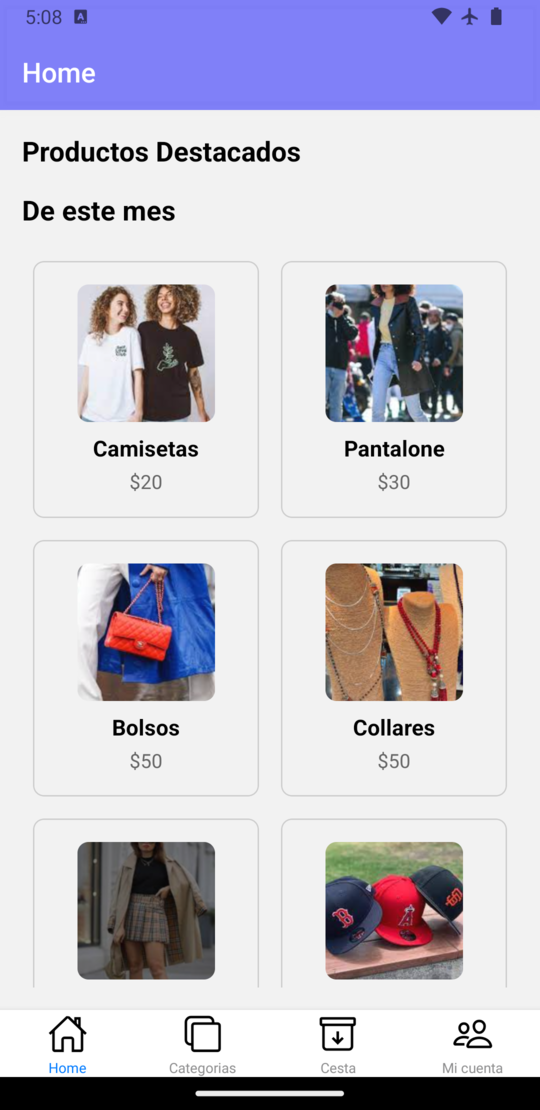 5:08
Home
Productos Destacados
De este mes
Camisetas
$20
Pantalone
$30
Bolsos
$50
Collares
$50
Home
Categorias
Cesta
Mi cuenta